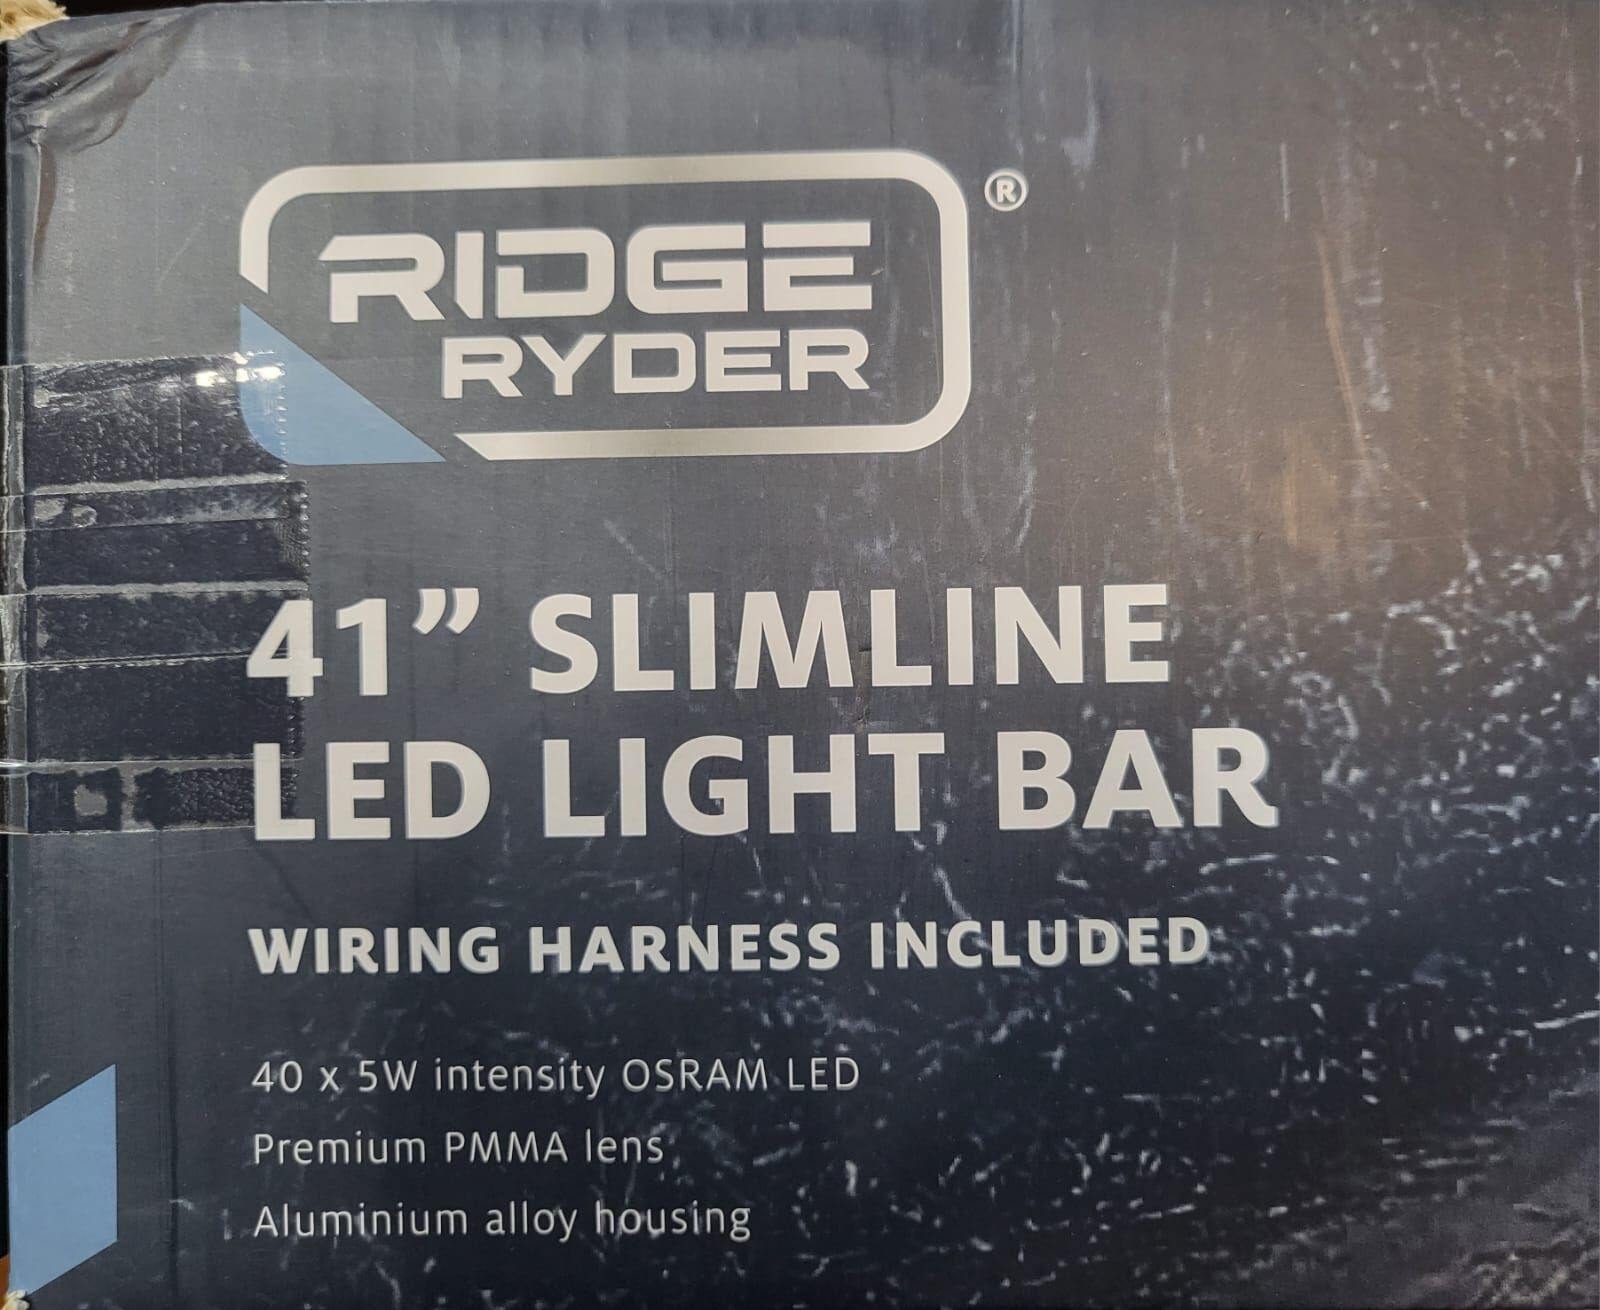 RIDGE
RYDER
®
41” SLIMLINE
LED LIGHT BAR
WIRING HARNESS INCLUDED
40 x 5W intensity OSRAM LED
Premium PMMA lens
Aluminium alloy housing